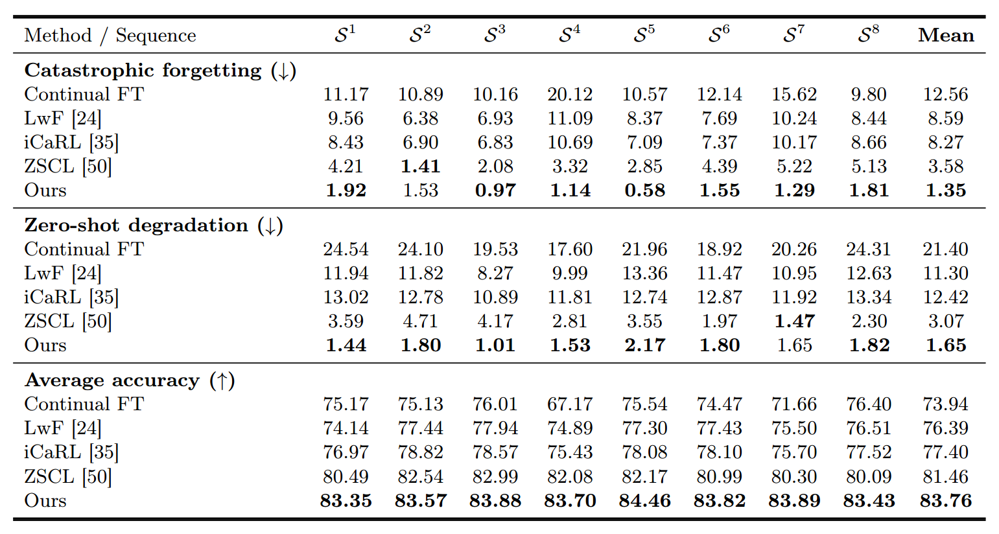 Method / Sequence 𝒮¹ 𝒮² 𝒮³ 𝒮⁴ 𝒮⁵ 𝒮⁶ 𝒮⁷ 𝒮⁸ Mean
Catastrophic forgetting (↓)
Continual FT 11.17 10.89 10.16 20.12 10.57 12.14 15.62 9.80 12.56
LwF [24] 9.56 6.38 6.93 11.09 8.37 7.69 10.24 8.44 8.59
iCaRL [35] 8.43 6.90 6.83 10.69 7.09 7.37 10.17 8.66 8.27
ZSCL [50] 4.21 1.41 2.08 3.32 2.85 4.39 5.22 5.13 3.58
Ours 1.92 1.53 0.97 1.14 0.58 1.55 1.29 1.81 1.35
Zero-shot degradation (↓)
Continual FT 24.54 24.10 19.53 17.60 21.96 18.92 20.26 24.31 21.40
LwF [24] 11.94 11.82 8.27 9.99 13.36 11.47 10.95 12.63 11.30
iCaRL [35] 13.02 12.78 10.89 11.81 12.74 12.87 11.92 13.34 12.42
ZSCL [50] 3.59 4.71 4.17 2.81 3.55 1.97 1.47 2.30 3.07
Ours 1.44 1.80 1.01 1.53 2.17 1.80 1.65 1.82 1.65
Average accuracy (↑)
Continual FT 75.17 75.13 76.01 67.17 75.54 74.47 71.66 76.40 73.94
LwF [24] 74.14 77.44 77.94 74.89 77.30 77.43 75.50 76.51 76.39
iCaRL [35] 76.97 78.82 78.57 75.43 78.08 78.10 75.70 77.52 77.40
ZSCL [50] 80.49 82.54 82.99 82.08 82.17 80.99 80.30 80.09 81.46
Ours 83.35 83.57 83.88 83.70 84.46 83.82 83.89 83.43 83.76